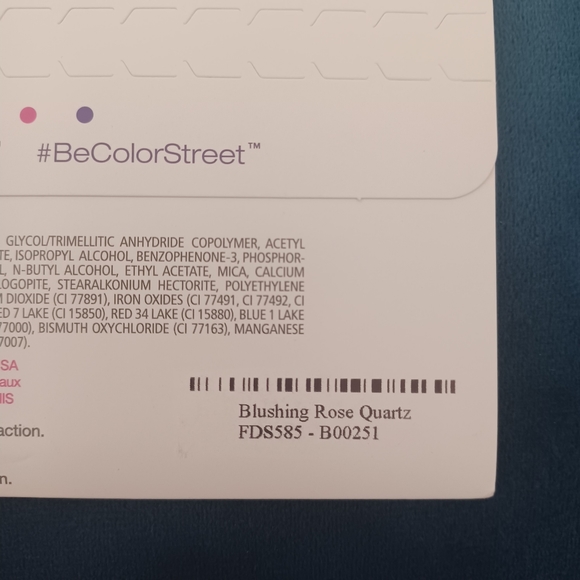 #BeColorStreet™
GLYCOL/TRIMELLITIC ANHYDRIDE COPOLYMER, ACETYL
TE, ISOPROPYL ALCOHOL, BENZOPHENONE-3, PHOSPHOR-
L, N-BUTYL ALCOHOL, ETHYL ACETATE, MICA, CALCIUM
LOGOPITE, STEARALKONIUM HECTORITE, POLYETHYLENE
M DIOXIDE (CI 77891), IRON OXIDES (CI 77491, CI 77492, CI
ED 7 LAKE (CI 15850), RED 34 LAKE (CI 15880), BLUE 1 LAKE
77000), BISMUTH OXYCHLORIDE (CI 77163), MANGANESE
7007).
SA
aux
IIS
action.
n.
Blushing Rose Quartz
FDS585 - B00251